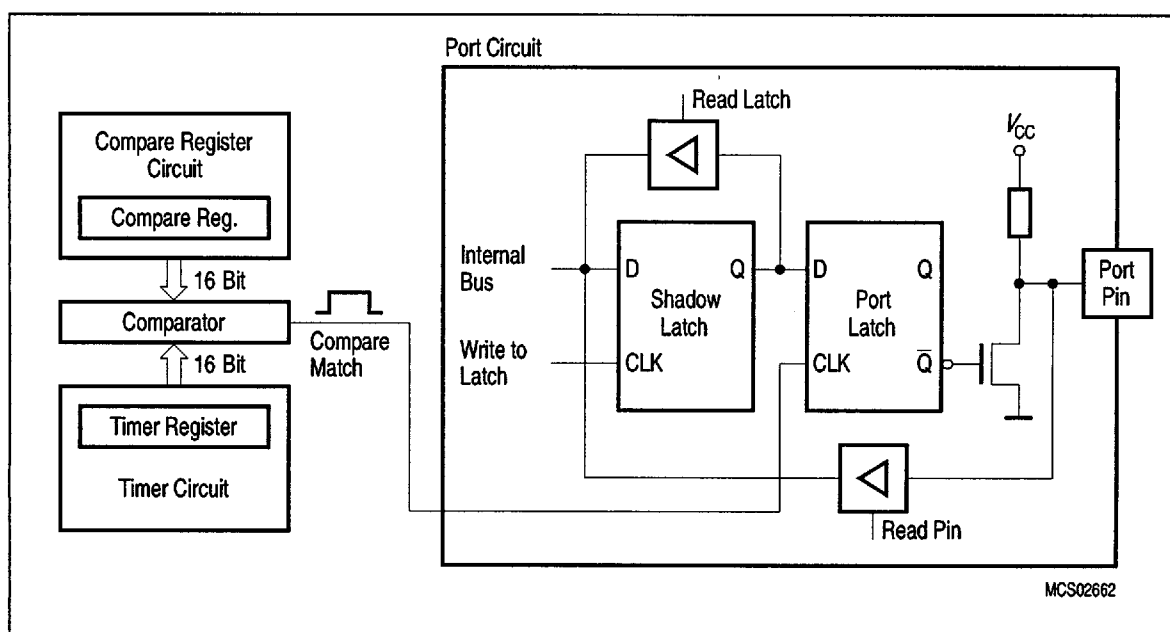 Port Circuit
Compare Register
Circuit
Compare Reg.
16 Bit
Comparator
16 Bit
Timer Register
Timer Circuit
Compare
Match
Read Latch
VCC
Internal
Bus
Write to
Latch
D
Q
Shadow
Latch
CLK
D
Q
Port
Latch
CLK
Q̅
Port
Pin
Read Pin
MCS02662